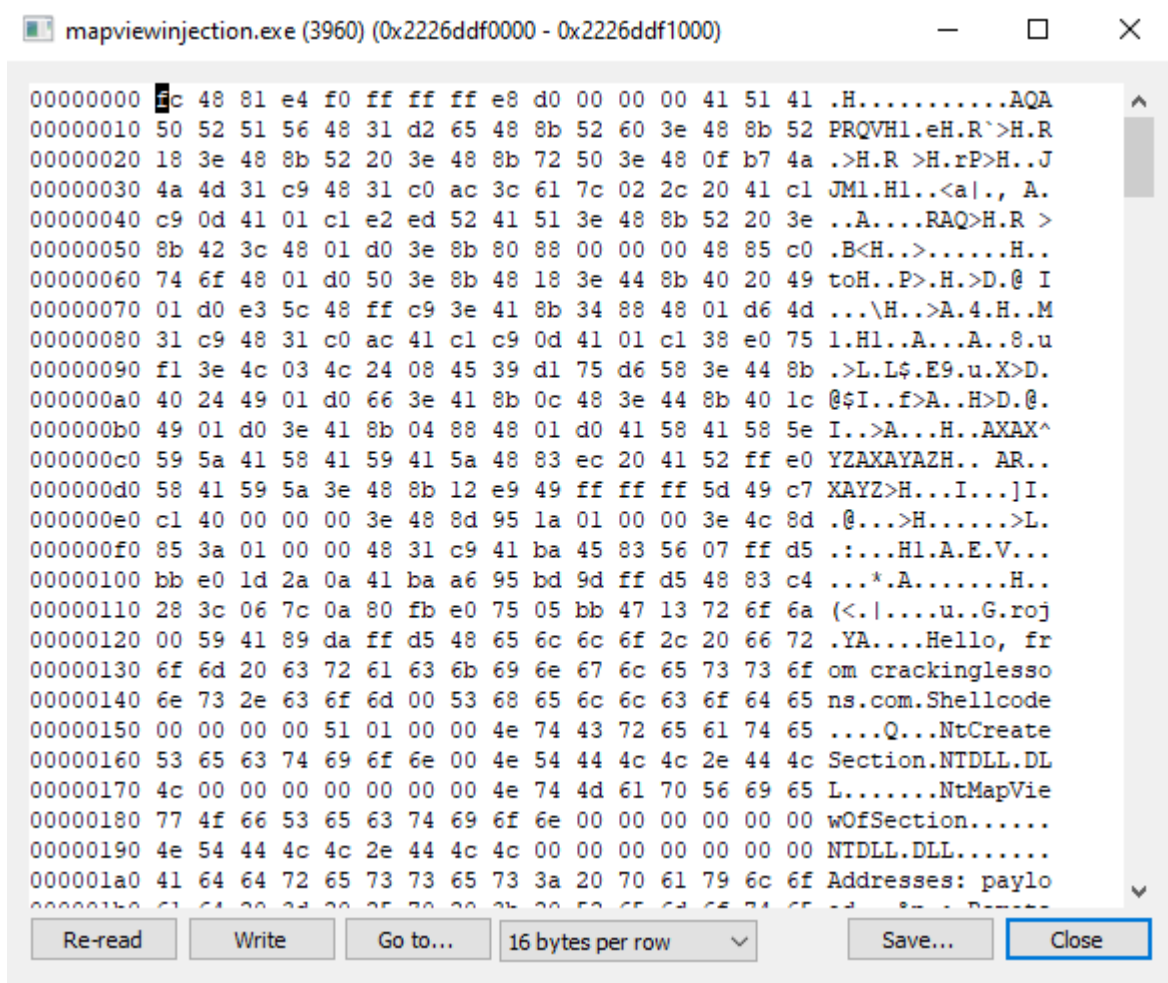 mapviewinjection.exe (3960) (0x2226ddf0000 - 0x2226ddf1000)
00000000 fc 48 81 e4 f0 ff ff ff e8 d0 00 00 00 41 51 41 .H...........AQA
00000010 50 52 51 56 48 31 d2 65 48 8b 52 60 3e 48 8b 52 PRQVH1.eH.R`>H.R
00000020 18 3e 48 8b 52 20 3e 48 8b 72 50 3e 48 0f b7 4a .>H.R >H.rP>H..J
00000030 4a 4d 31 c9 48 31 c0 ac 3c 61 7c 02 2c 20 41 c1 JM1.H1..<a|., A.
00000040 c9 0d 41 01 c1 e2 ed 52 41 51 3e 48 8b 52 20 3e ..A....RAQ>H.R >
00000050 8b 42 3c 48 01 d0 3e 8b 80 88 00 00 00 48 85 c0 .B<H..>......H..
00000060 74 6f 48 01 d0 50 3e 8b 48 18 3e 44 8b 40 20 49 toH..P>.H.>D.@ I
00000070 01 d0 e3 5c 48 ff c9 3e 41 8b 34 88 48 01 d6 4d ...\H..>A.4.H..M
00000080 31 c9 48 31 c0 ac 41 c1 c9 0d 41 01 c1 38 e0 75 1.H1..A...A..8.u
00000090 f1 3e 4c 03 4c 24 08 45 39 d1 75 d6 58 3e 44 8b .>L.L$.E9.u.X>D.
000000a0 40 24 49 01 d0 66 3e 41 8b 0c 48 3e 44 8b 40 1c @$I..f>A..H>D.@.
000000b0 49 01 d0 3e 41 8b 04 88 48 01 d0 41 58 41 58 5e I..>A...H..AXAX^
000000c0 59 5a 41 58 41 59 41 5a 48 83 ec 20 41 52 ff e0 YZAXAYAZH.. AR..
000000d0 58 41 59 5a 3e 48 8b 12 e9 49 ff ff ff 5d 49 c7 XAYZ>H...I...]I.
000000e0 c1 40 00 00 00 3e 48 8d 95 1a 01 00 00 3e 4c 8d .@...>H......>L.
000000f0 85 3a 01 00 00 48 31 c9 41 ba 45 83 56 07 ff d5 .:...H1.A.E.V...
00000100 bb e0 1d 2a 0a 41 ba a6 95 bd 9d ff d5 48 83 c4 ...*.A.......H..
00000110 28 3c 06 7c 0a 80 fb e0 75 05 bb 47 13 72 6f 6a (<.|....u..G.roj
00000120 00 59 41 89 da ff d5 48 65 6c 6c 6f 2c 20 66 72 .YA....Hello, fr
00000130 6f 6d 20 63 72 61 63 6b 69 6e 67 6c 65 73 73 6f om crackinglesso
00000140 6e 73 2e 63 6f 6d 00 53 68 65 6c 6c 63 6f 64 65 ns.com.Shellcode
00000150 00 00 00 00 51 01 00 00 4e 74 43 72 65 61 74 65 ....Q...NtCreate
00000160 53 65 63 74 69 6f 6e 00 4e 54 44 4c 4c 2e 44 4c Section.NTDLL.DL
00000170 4c 00 00 00 00 00 00 00 4e 74 4d 61 70 56 69 65 L.......NtMapVie
00000180 77 4f 66 53 65 63 74 69 6f 6e 00 00 00 00 00 00 wOfSection......
00000190 4e 54 44 4c 4c 2e 44 4c 4c 00 00 00 00 00 00 00 NTDLL.DLL.......
000001a0 41 64 64 72 65 73 73 65 73 3a 20 70 61 79 6c 6f Addresses: paylo
Re-read Write Go to... 16 bytes per row Save... Close